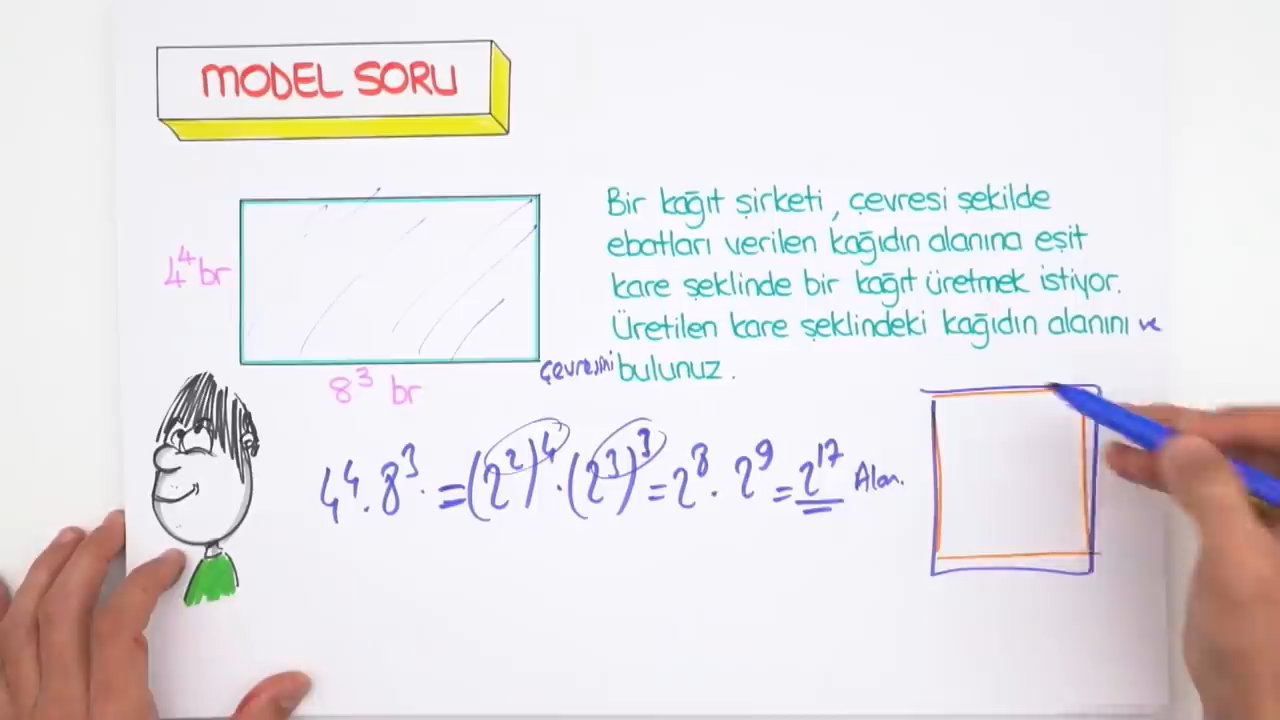 MODEL SORU
4⁴ br
8³ br
Bir kağıt şirketi, çevresi şekilde
ebatları verilen kağıdın alanına eşit
kare şeklinde bir kağıt üretmek istiyor.
Üretilen kare şeklindeki kağıdın alanını ve
çevresini bulunuz.
4⁴. 8³. = (2²)⁴ . (2³)³ = 2⁸ . 2⁹ = 2¹⁷ Alan.